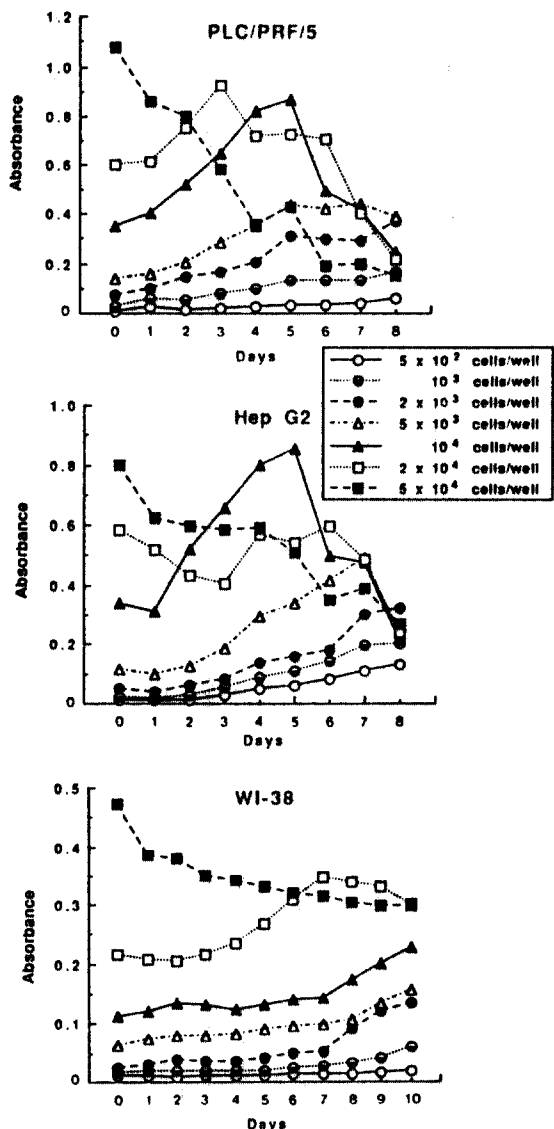 PLC/PRF/5
Absorbance
1.2
1.0
0.8
0.6
0.4
0.2
0
0 1 2 3 4 5 6 7 8
Days
5 x 10² cells/well
10³ cells/well
2 x 10³ cells/well
5 x 10³ cells/well
10⁴ cells/well
2 x 10⁴ cells/well
5 x 10⁴ cells/well
Hep G2
Absorbance
1.0
0.8
0.6
0.4
0.2
0
0 1 2 3 4 5 6 7 8
Days
WI-38
Absorbance
0.5
0.4
0.3
0.2
0.1
0
0 1 2 3 4 5 6 7 8 9 10
Days